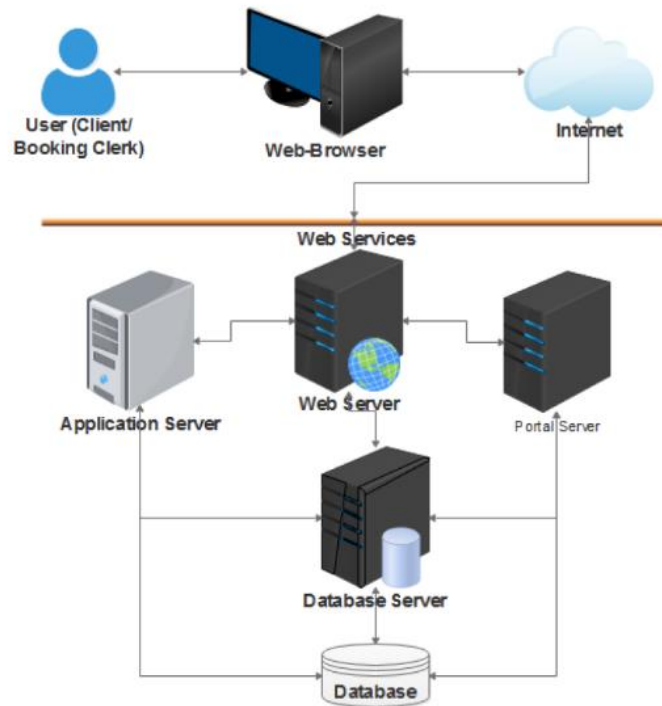 User (Client/
Booking Clerk)
Web-Browser
Internet
Web Services
Application Server
Web Server
Portal Server
Database Server
Database